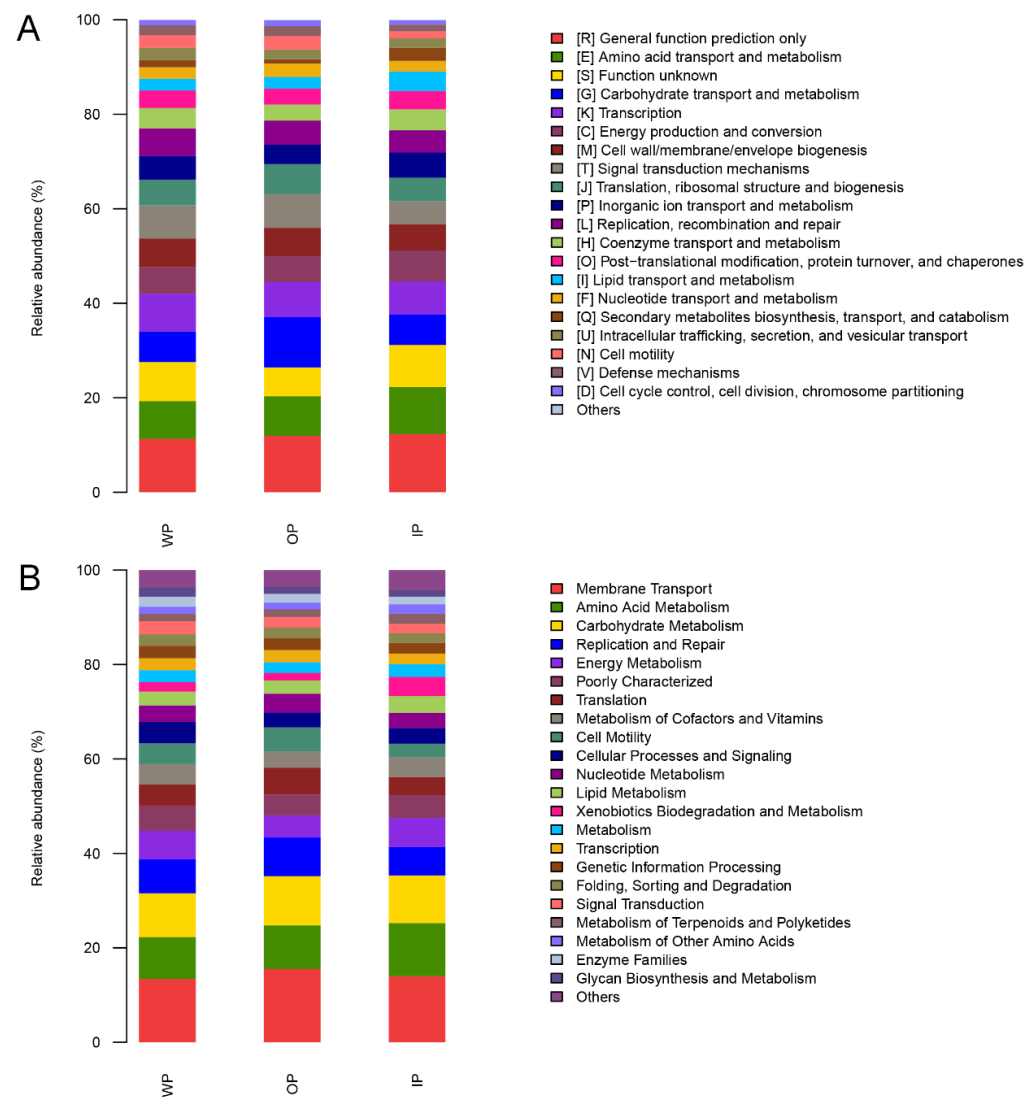 A
Relative abundance (%)
100
80
60
40
20
0
WP
OP
IP
[R] General function prediction only
[E] Amino acid transport and metabolism
[S] Function unknown
[G] Carbohydrate transport and metabolism
[K] Transcription
[C] Energy production and conversion
[M] Cell wall/membrane/envelope biogenesis
[T] Signal transduction mechanisms
[J] Translation, ribosomal structure and biogenesis
[P] Inorganic ion transport and metabolism
[L] Replication, recombination and repair
[H] Coenzyme transport and metabolism
[O] Post−translational modification, protein turnover, and chaperones
[I] Lipid transport and metabolism
[F] Nucleotide transport and metabolism
[Q] Secondary metabolites biosynthesis, transport, and catabolism
[U] Intracellular trafficking, secretion, and vesicular transport
[N] Cell motility
[V] Defense mechanisms
[D] Cell cycle control, cell division, chromosome partitioning
Others
B
Relative abundance (%)
100
80
60
40
20
0
WP
OP
IP
Membrane Transport
Amino Acid Metabolism
Carbohydrate Metabolism
Replication and Repair
Energy Metabolism
Poorly Characterized
Translation
Metabolism of Cofactors and Vitamins
Cell Motility
Cellular Processes and Signaling
Nucleotide Metabolism
Lipid Metabolism
Xenobiotics Biodegradation and Metabolism
Metabolism
Transcription
Genetic Information Processing
Folding, Sorting and Degradation
Signal Transduction
Metabolism of Terpenoids and Polyketides
Metabolism of Other Amino Acids
Enzyme Families
Glycan Biosynthesis and Metabolism
Others